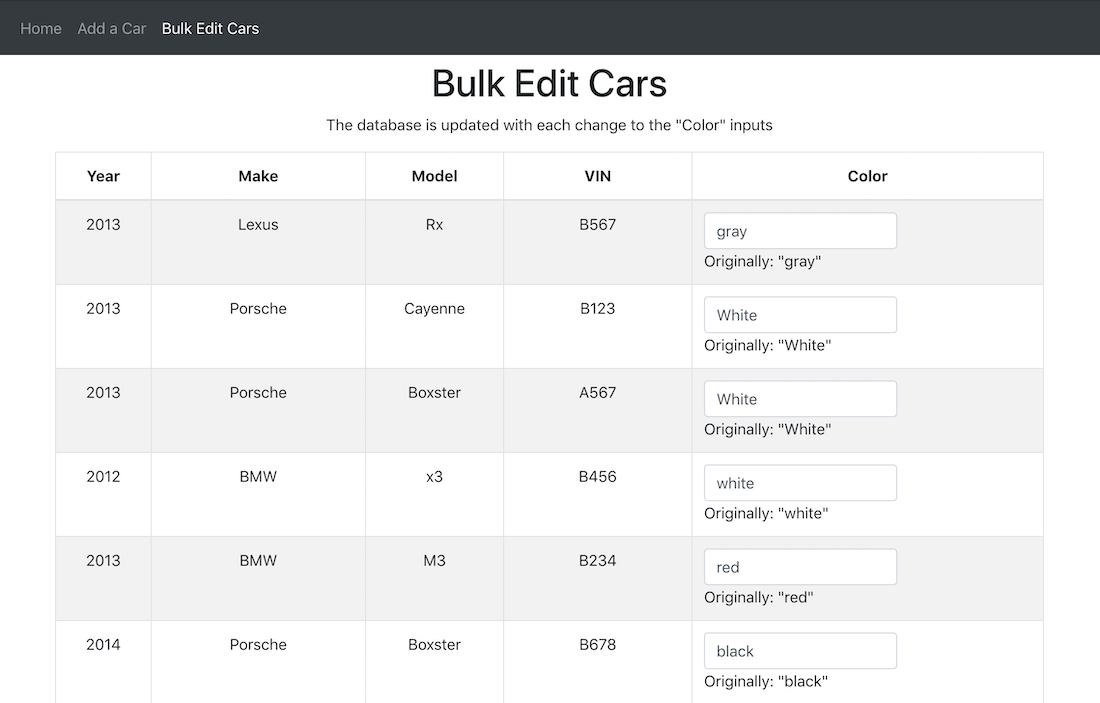 Home Add a Car Bulk Edit Cars
Bulk Edit Cars
The database is updated with each change to the "Color" inputs
Year Make Model VIN Color
2013 Lexus Rx B567 gray
Originally: "gray"
2013 Porsche Cayenne B123 White
Originally: "White"
2013 Porsche Boxster A567 White
Originally: "White"
2012 BMW x3 B456 white
Originally: "white"
2013 BMW M3 B234 red
Originally: "red"
2014 Porsche Boxster B678 black
Originally: "black"